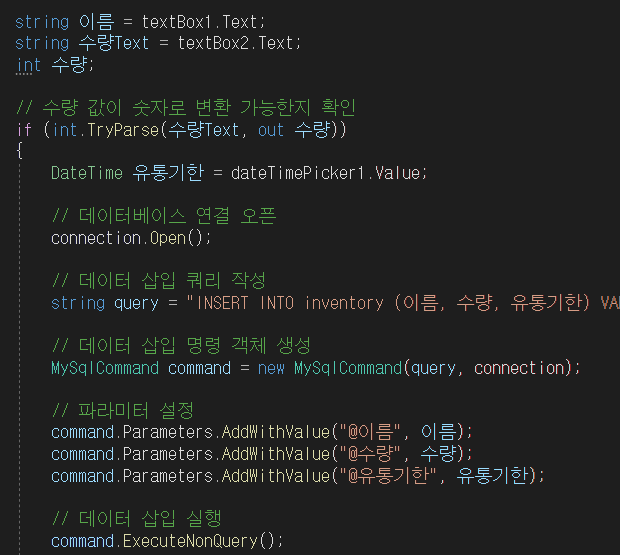 string 이름 = textBox1.Text;
string 수량Text = textBox2.Text;
int 수량;
// 수량 값이 숫자로 변환 가능한지 확인
if (int.TryParse(수량Text, out 수량))
{
DateTime 유통기한 = dateTimePicker1.Value;
// 데이터베이스 연결 오픈
connection.Open();
// 데이터 삽입 쿼리 작성
string query = "INSERT INTO inventory (이름, 수량, 유통기한) VA
// 데이터 삽입 명령 객체 생성
MySqlCommand command = new MySqlCommand(query, connection);
// 파라미터 설정
command.Parameters.AddWithValue("@이름", 이름);
command.Parameters.AddWithValue("@수량", 수량);
command.Parameters.AddWithValue("@유통기한", 유통기한);
// 데이터 삽입 실행
command.ExecuteNonQuery();